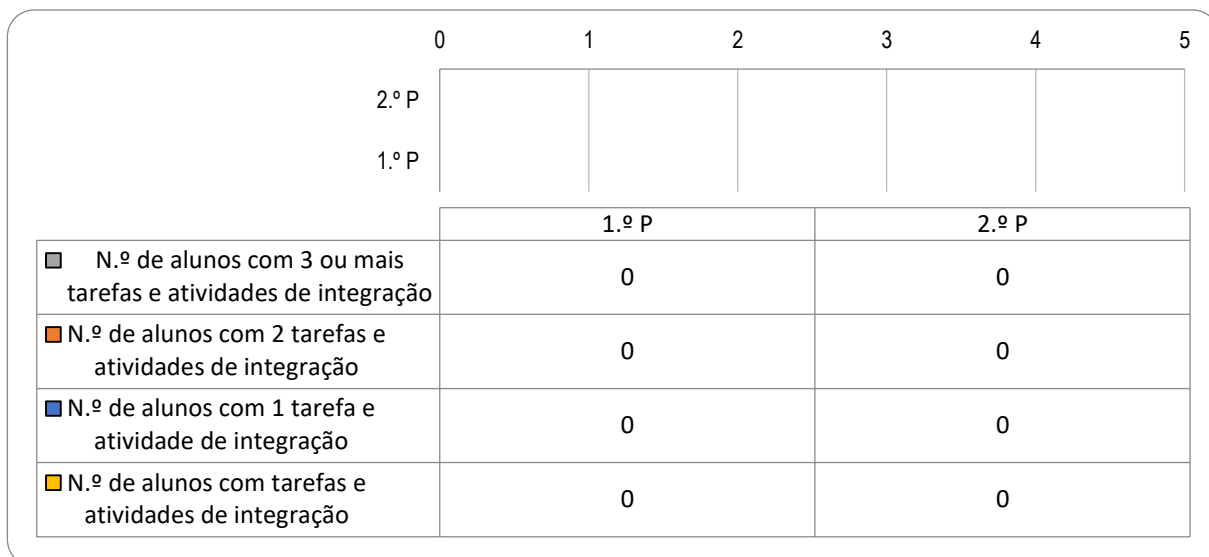 0 1 2 3 4 5
2.º P
1.º P
1.º P 2.º P
N.º de alunos com 3 ou mais
tarefas e atividades de integração
0 0
N.º de alunos com 2 tarefas e
atividades de integração
0 0
N.º de alunos com 1 tarefa e
atividade de integração
0 0
N.º de alunos com tarefas e
atividades de integração
0 0